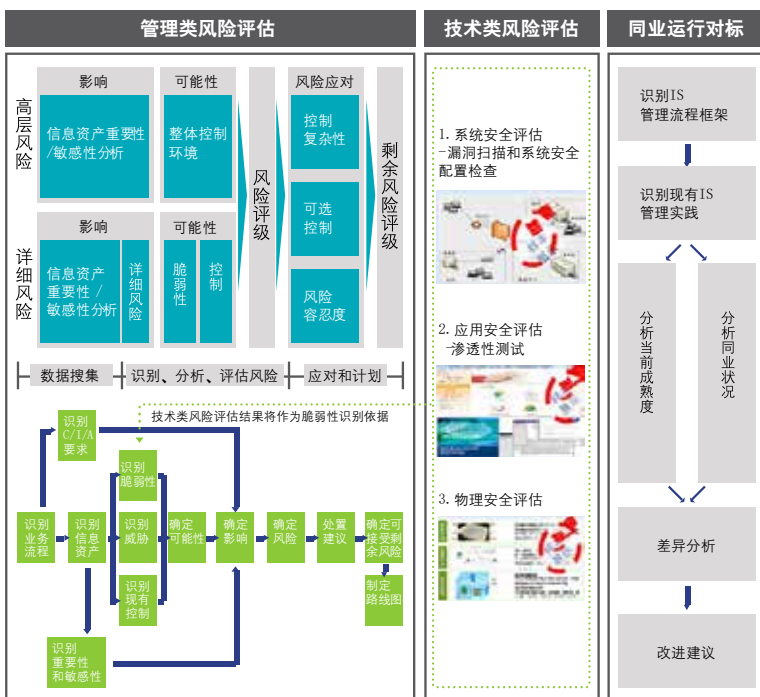 管理类风险评估
技术类风险评估
同业运行对标
高层风险
影响
可能性
信息资产重要性
/敏感性分析
整体控制
环境
详细风险
影响
可能性
信息资产
重要性 /
敏感性分析
详细风险
脆弱性
控制
风险评级
风险应对
控制
复杂性
可选
控制
风险
容忍度
剩余风险评级
数据搜集
识别、分析、评估风险
应对和计划
技术类风险评估结果将作为脆弱性识别依据
识别
C/I/A
要求
识别
脆弱性
识别
业务
流程
识别
信息
资产
识别
威胁
确定
可能性
确定
影响
确定
风险
处置
建议
确定可
接受剩
余风险
识别
现有
控制
制定
路线图
识别
重要性
和敏感性
1. 系统安全评估
-漏洞扫描和系统安全
配置检查
2. 应用安全评估
-渗透性测试
3. 物理安全评估
识别IS
管理流程框架
识别现有IS
管理实践
分析当前成熟度
分析同业状况
差异分析
改进建议